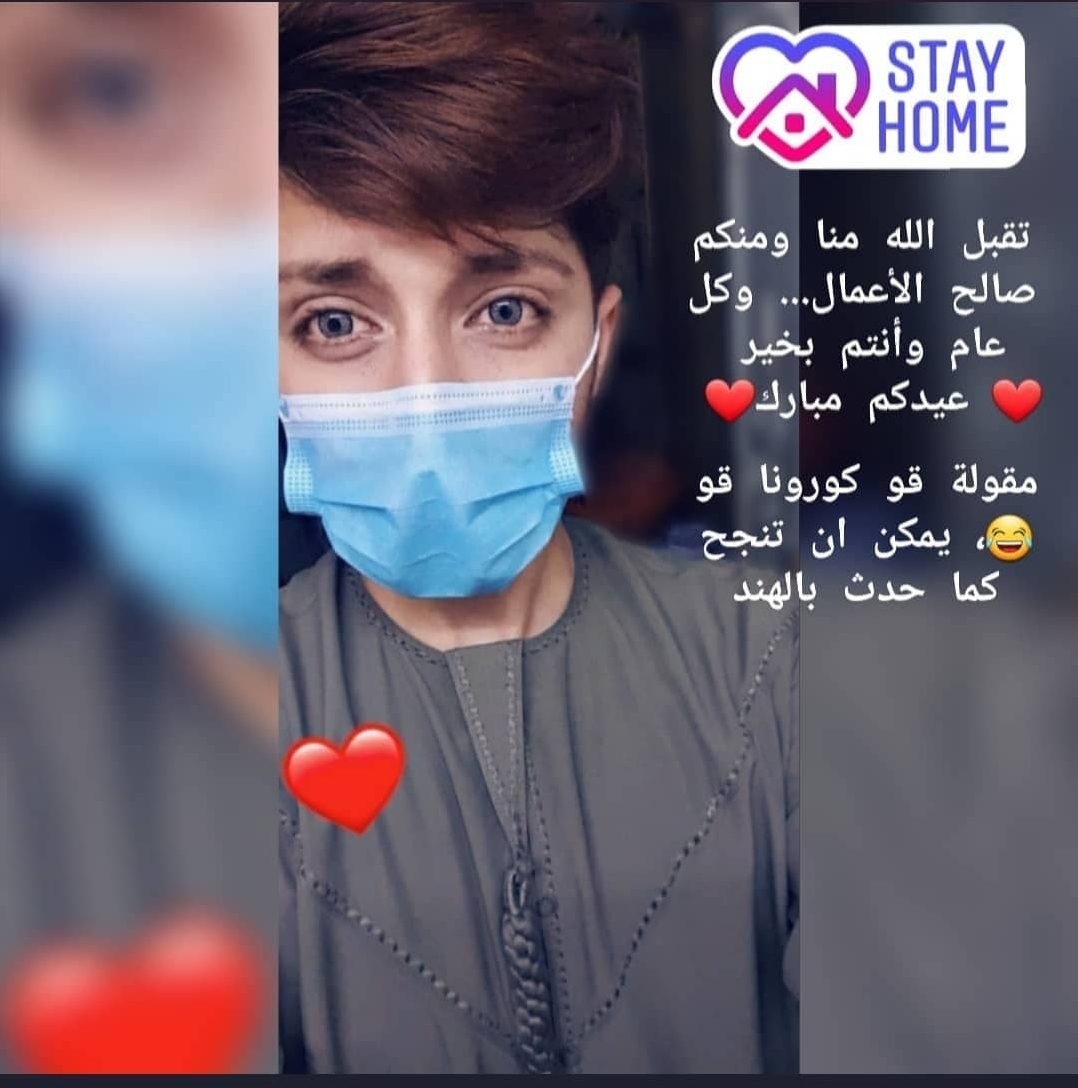 STAY
HOME
تقبل الله منا ومنكم
صالح الأعمال... وكل
عام وأنتم بخير
❤️ عيدكم مبارك❤️
مقولة قو كورونا قو
😂، يمكن ان تنجح
كما حدث بالهند